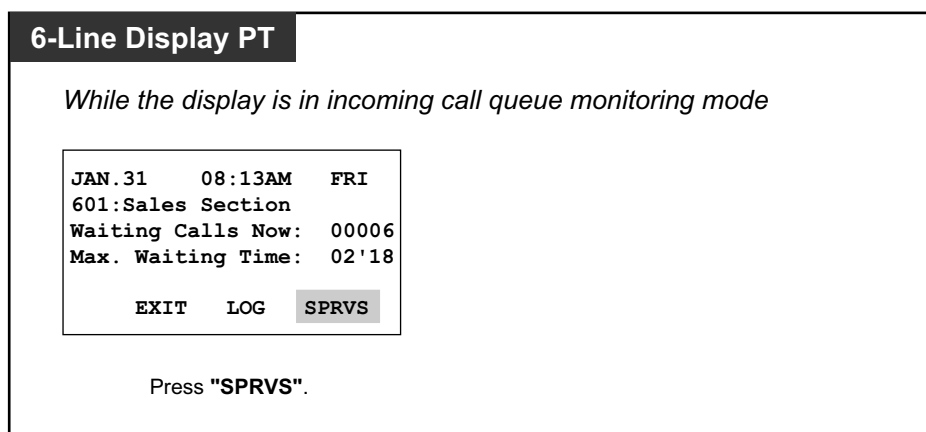 6-Line Display PT
While the display is in incoming call queue monitoring mode
JAN.31 08:13AM FRI
601:Sales Section
Waiting Calls Now: 00006
Max. Waiting Time: 02'18
EXIT LOG SPRVS
Press "SPRVS".